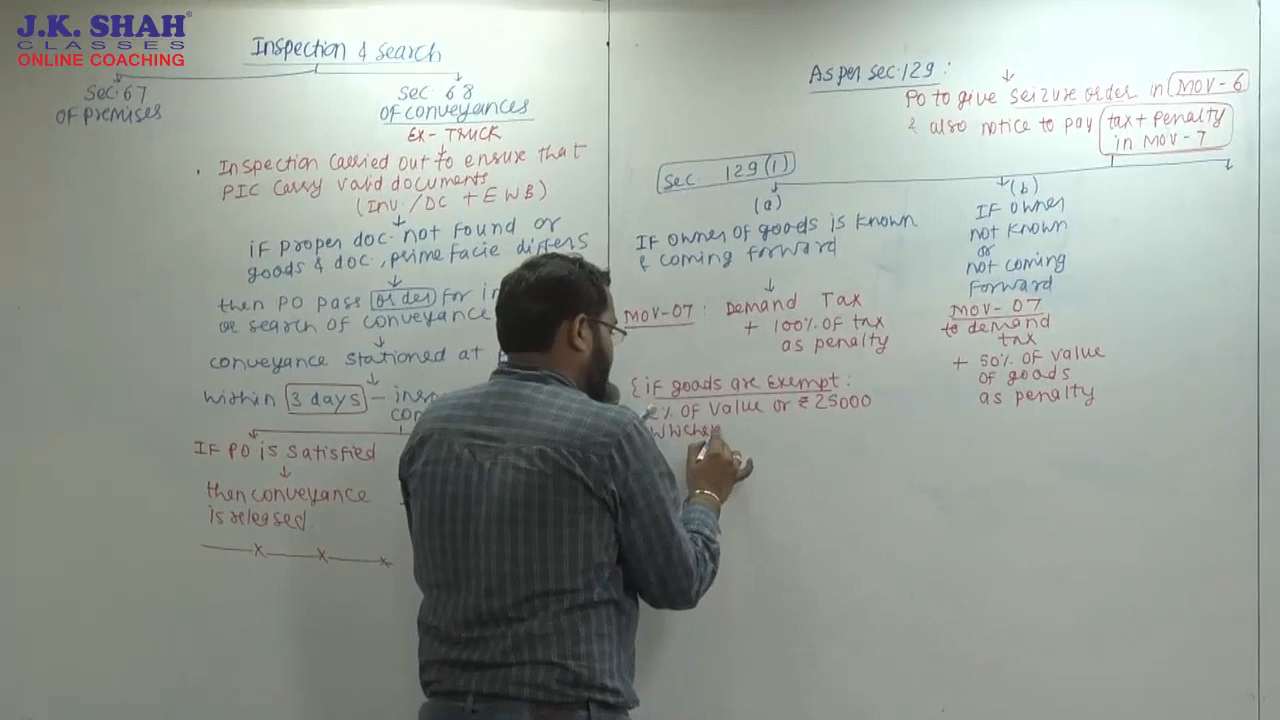 J.K. SHAH®
CLASSES
ONLINE COACHING
Inspection & Search
Sec. 67
of premises
Sec. 68
of conveyances
Ex - TRUCK
. Inspection carried out to ensure that
PIC carry valid documents
(Inv. / DC + EWB)
if proper doc. not found or
goods & doc., prime facie differs
then PO pass order for in
or search of conveyance
conveyance stationed at
within 3 days - ins
If PO is satisfied
then conveyance
is released.
As per sec. 129 :
PO to give seizure order in MOV-6
& also notice to pay tax + penalty
in MOV-7
Sec. 129(1)
(a)
If owner of goods is known
& coming forward
MOV-07 : Demand Tax
+ 100% of tax
as penalty
{ if goods are Exempt :
2% of value or ₹25000
whicher
(b)
If owner
not known
or
not coming
forward
MOV-07
to demand
tax
+ 50% of value
of goods
as penalty